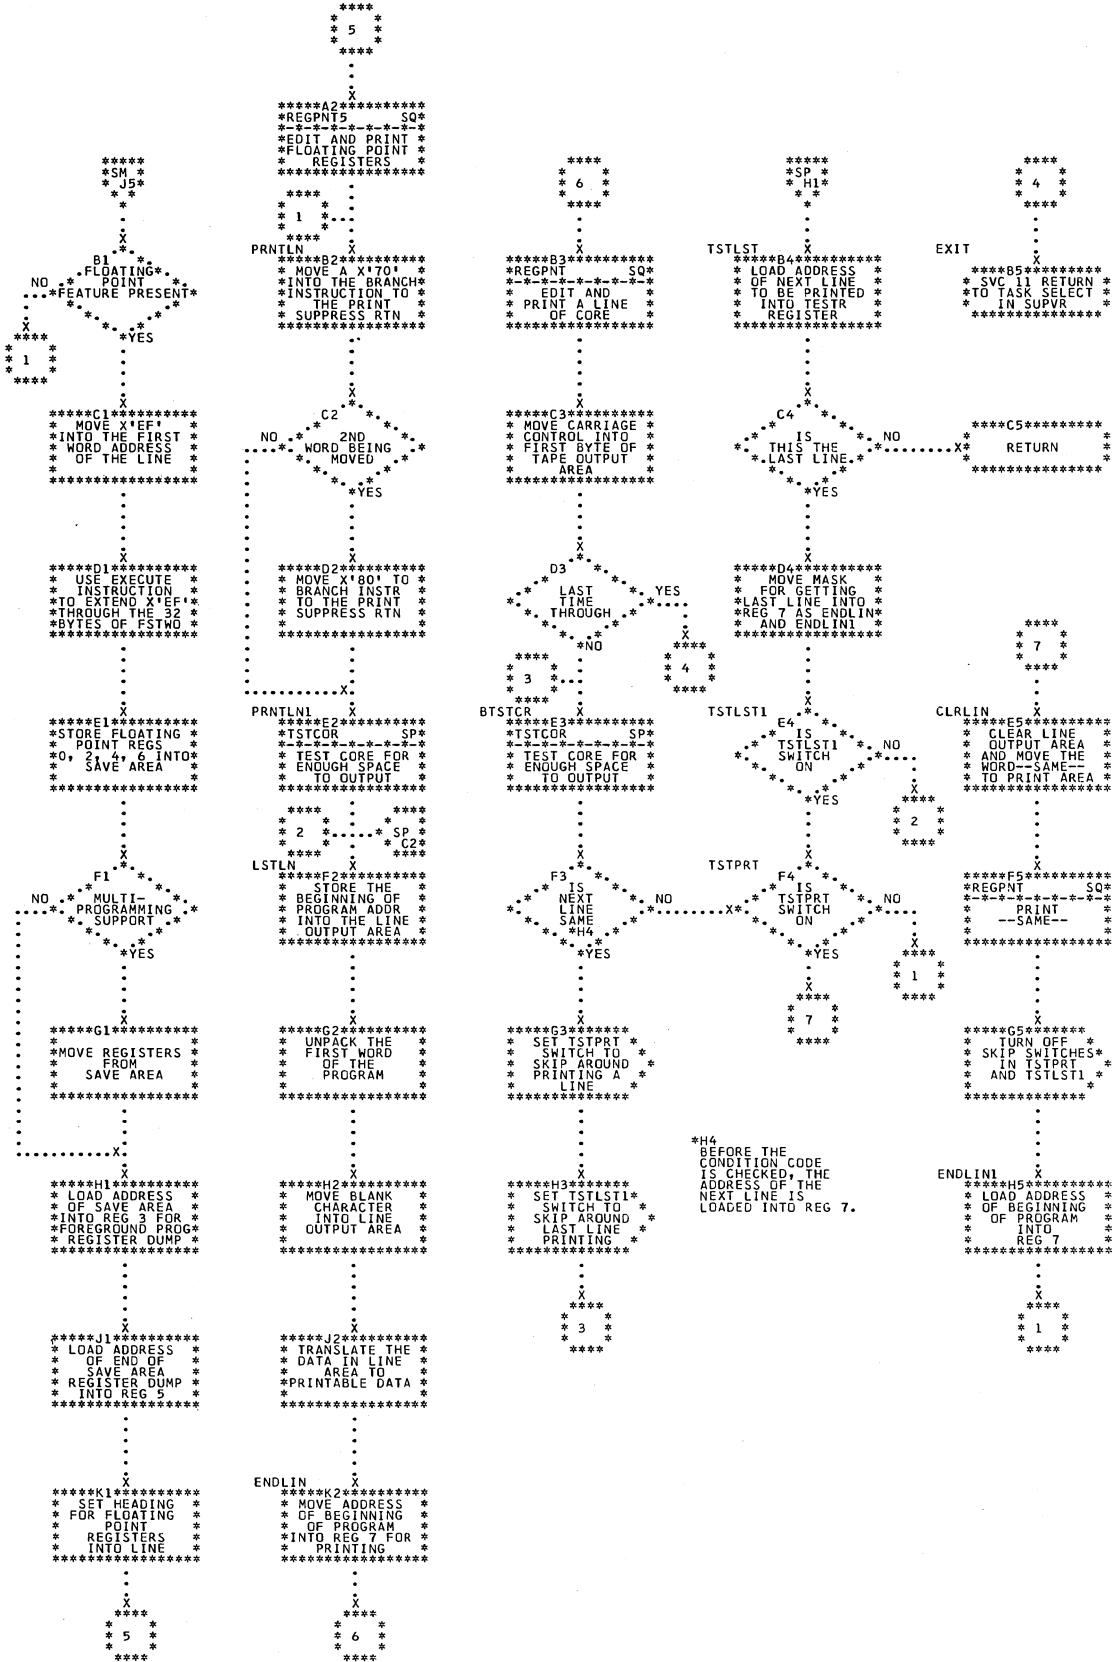 5
A2
REGPNT5 SQ
EDIT AND PRINT
FLOATING POINT
REGISTERS
SM
J5
B1
FLOATING
POINT
FEATURE PRESENT
NO
YES
1
C1
MOVE X'EF'
INTO THE FIRST
WORD ADDRESS
OF THE LINE
D1
USE EXECUTE
INSTRUCTION
TO EXTEND X'EF'
THROUGH THE 32
BYTES OF FSTWO
E1
STORE FLOATING
POINT REGS
0, 2, 4, 6 INTO
SAVE AREA
F1
MULTI-
PROGRAMMING
SUPPORT
NO
YES
G1
MOVE REGISTERS
FROM
SAVE AREA
H1
LOAD ADDRESS
OF SAVE AREA
INTO REG 3 FOR
FOREGROUND PROG
REGISTER DUMP
J1
LOAD ADDRESS
OF END OF
SAVE AREA
REGISTER DUMP
INTO REG 5
K1
SET HEADING
FOR FLOATING
POINT
REGISTERS
INTO LINE
5
1
PRNTLN
B2
MOVE A X'70'
INTO THE BRANCH
INSTRUCTION TO
THE PRINT
SUPPRESS RTN
C2
2ND
WORD BEING
MOVED
NO
YES
D2
MOVE X'80' TO
BRANCH INSTR
TO THE PRINT
SUPPRESS RTN
PRNTLN1
E2
TSTCOR SP
TEST CORE FOR
ENOUGH SPACE
TO OUTPUT
2
SP
C2
LSTLN
F2
STORE THE
BEGINNING OF
PROGRAM ADDR
INTO THE LINE
OUTPUT AREA
G2
UNPACK THE
FIRST WORD
OF THE
PROGRAM
H2
MOVE BLANK
CHARACTER
INTO LINE
OUTPUT AREA
J2
TRANSLATE THE
DATA IN LINE
AREA TO
PRINTABLE DATA
ENDLIN
K2
MOVE ADDRESS
OF BEGINNING
OF PROGRAM
INTO REG 7 FOR
PRINTING
6
6
B3
REGPNT SQ
EDIT AND
PRINT A LINE
OF CORE
C3
MOVE CARRIAGE
CONTROL INTO
FIRST BYTE OF
TAPE OUTPUT
AREA
D3
LAST
TIME
THROUGH
YES
NO
4
3
BTSTCR
E3
TSTCOR SP
TEST CORE FOR
ENOUGH SPACE
TO OUTPUT
F3
IS
NEXT
LINE
SAME
*H4
NO
YES
G3
SET TSTPRT
SWITCH TO
SKIP AROUND
PRINTING A
LINE
H3
SET TSTLST1
SWITCH TO
SKIP AROUND
LAST LINE
PRINTING
3
SP
H1
TSTLST
B4
LOAD ADDRESS
OF NEXT LINE
TO BE PRINTED
INTO TESTR
REGISTER
C4
IS
THIS THE
LAST LINE
NO
YES
D4
MOVE MASK
FOR GETTING
LAST LINE INTO
REG 7 AS ENDLIN
AND ENDLIN1
TSTLST1
E4
IS
TSTLST1
SWITCH
ON
NO
YES
2
TSTPRT
F4
IS
TSTPRT
SWITCH
ON
NO
YES
1
7
*H4
BEFORE THE
CONDITION CODE
IS CHECKED, THE
ADDRESS OF THE
NEXT LINE IS
LOADED INTO REG 7.
4
EXIT
B5
SVC 11 RETURN
TO TASK SELECT
IN SUPVR
C5
RETURN
7
CLRLIN
E5
CLEAR LINE
OUTPUT AREA
AND MOVE THE
WORD--SAME--
TO PRINT AREA
F5
REGPNT SQ
PRINT
--SAME--
G5
TURN OFF
SKIP SWITCHES
IN TSTPRT
AND TSTLST1
ENDLIN1
H5
LOAD ADDRESS
OF BEGINNING
OF PROGRAM
INTO
REG 7
1